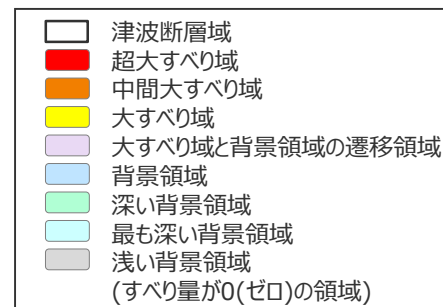 津波断層域
超大すべり域
中間大すべり域
大すべり域
大すべり域と背景領域の遷移領域
背景領域
深い背景領域
最も深い背景領域
浅い背景領域
(すべり量が0(ゼロ)の領域)